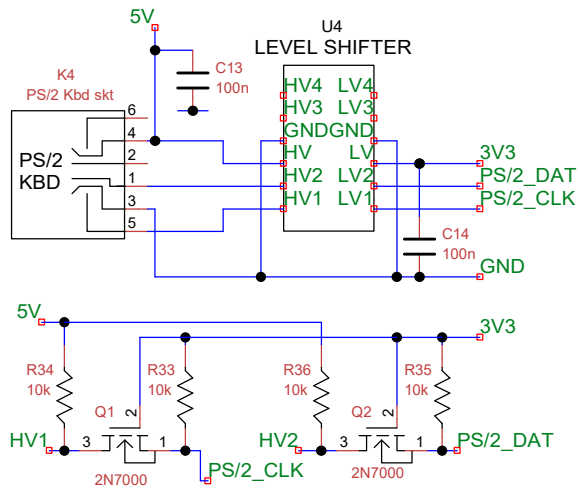 5V
U4
LEVEL SHIFTER
K4
PS/2 Kbd skt
C13
100n
6
4
2
1
3
5
PS/2
KBD
HV4 LV4
HV3 LV3
GND GND
HV LV
HV2 LV2
HV1 LV1
3V3
PS/2_DAT
PS/2_CLK
C14
100n
GND
5V
3V3
R34
10k
R33
10k
R36
10k
R35
10k
Q1
2
Q2
2
HV1
3
1
HV2
3
1
PS/2_DAT
2N7000
PS/2_CLK
2N7000